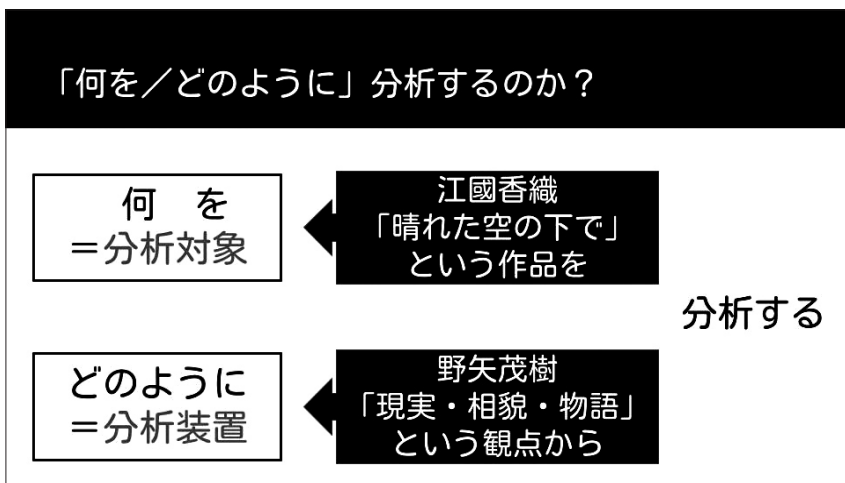 「何を／どのように」分析するのか？
何　を
＝分析対象
江國香織
「晴れた空の下で」
という作品を
分析する
どのように
＝分析装置
野矢茂樹
「現実・相貌・物語」
という観点から